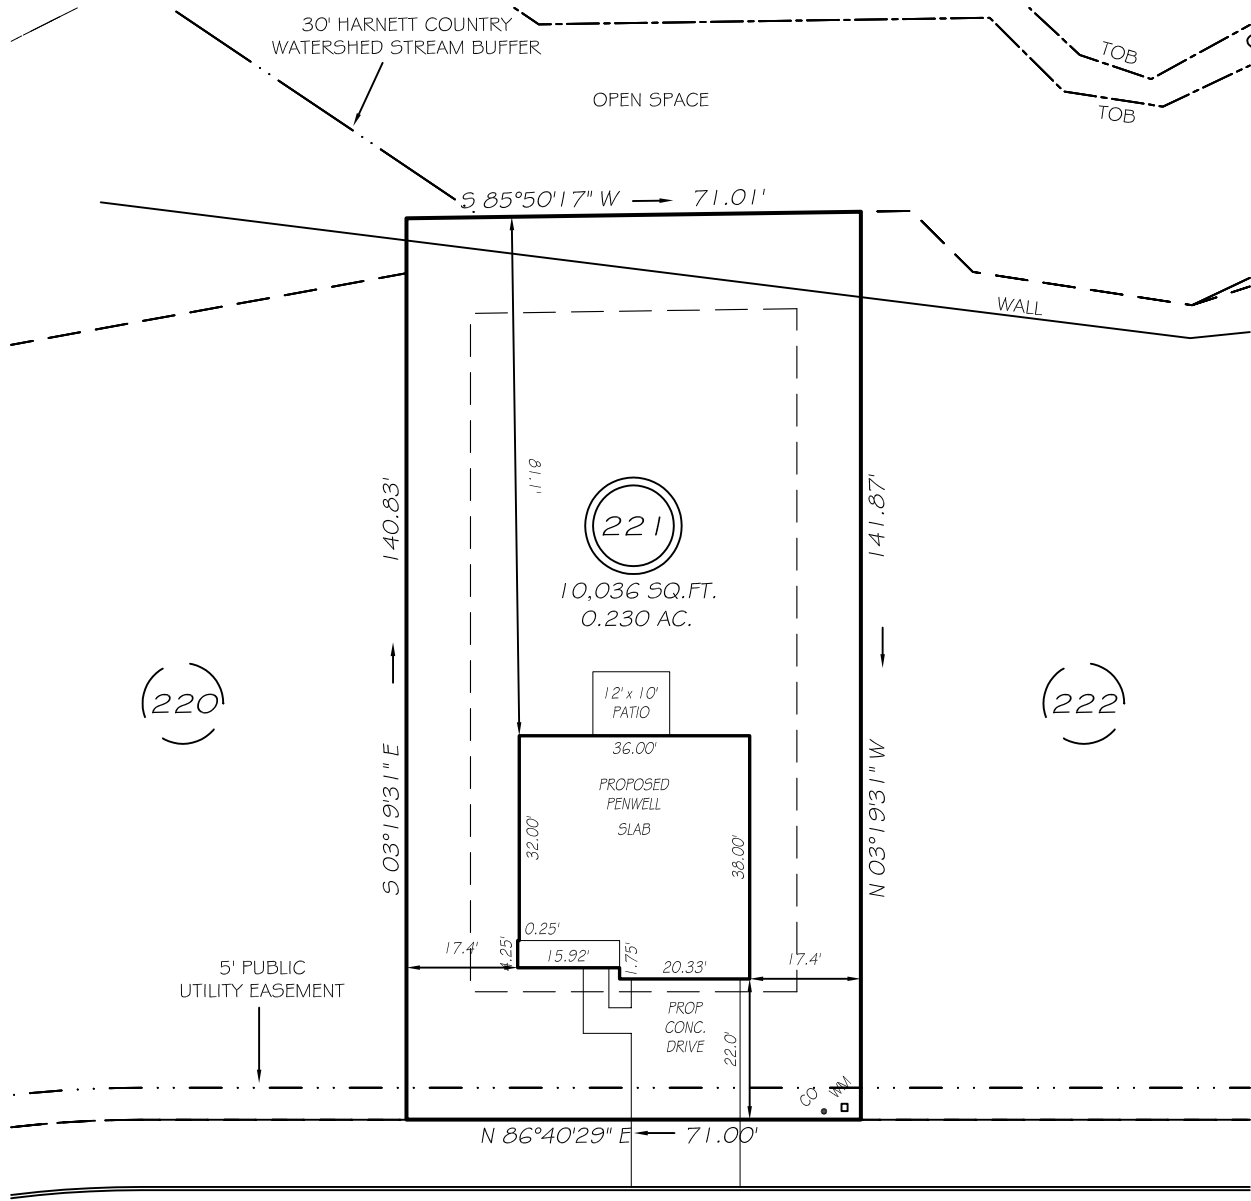 30' HARNETT COUNTRY
WATERSHED STREAM BUFFER
OPEN SPACE
TOB
TOB
S 85°50'17" W 71.01'
WALL
81.1'
140.83'
S 03°19'31" E
141.87'
N 03°19'31" W
221
10,036 SQ.FT.
0.230 AC.
220
222
12' x 10'
PATIO
36.00'
PROPOSED
PENWELL
SLAB
32.00'
38.00'
0.25'
4.25'
15.92'
1.75'
20.33'
17.4'
17.4'
5' PUBLIC
UTILITY EASEMENT
PROP
CONC.
DRIVE
22.0'
CO
WM
N 86°40'29" E 71.00'